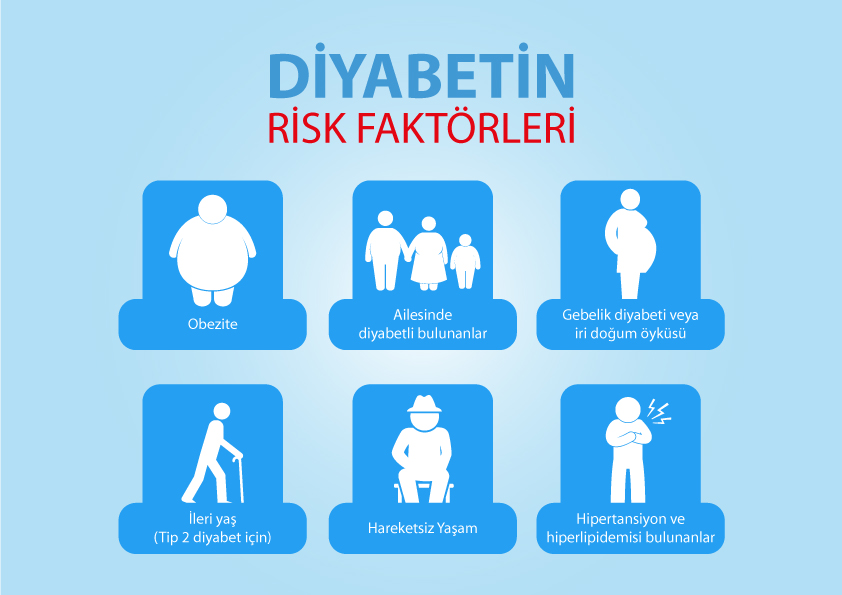 DİYABETİN
RİSK FAKTÖRLERİ
Obezite
Ailesinde
diyabetli bulunanlar
Gebelik diyabeti veya
iri doğum öyküsü
İleri yaş
(Tip 2 diyabet için)
Hareketsiz Yaşam
Hipertansiyon ve
hiperlipidemisi bulunanlar